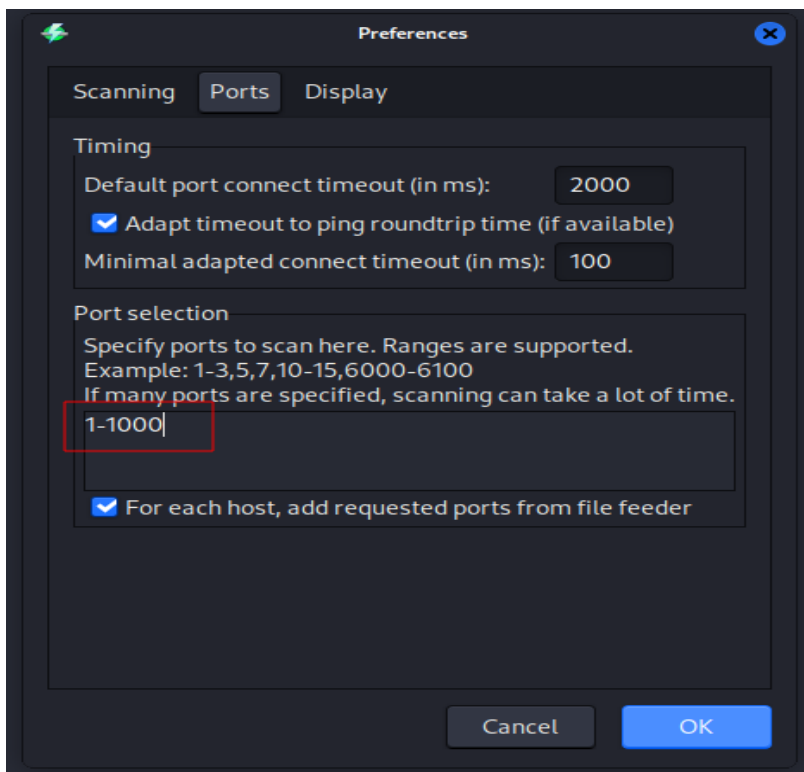 Preferences
Scanning Ports Display
Timing
Default port connect timeout (in ms): 2000
Adapt timeout to ping roundtrip time (if available)
Minimal adapted connect timeout (in ms): 100
Port selection
Specify ports to scan here. Ranges are supported.
Example: 1-3,5,7,10-15,6000-6100
If many ports are specified, scanning can take a lot of time.
1-1000
For each host, add requested ports from file feeder
Cancel OK